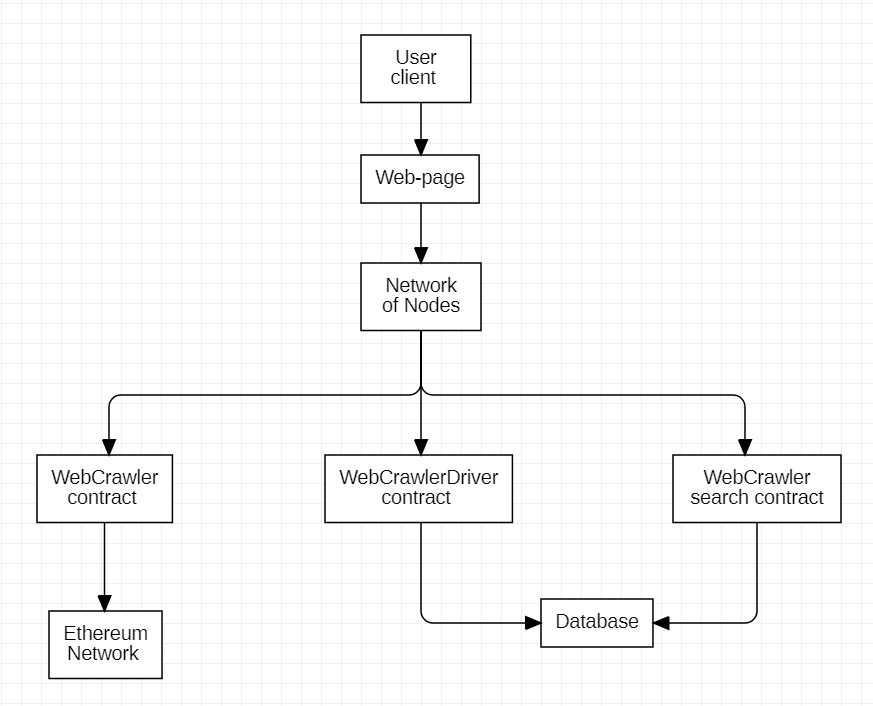 User
client
Web-page
Network
of Nodes
WebCrawler
contract
WebCrawlerDriver
contract
WebCrawler
search contract
Ethereum
Network
Database